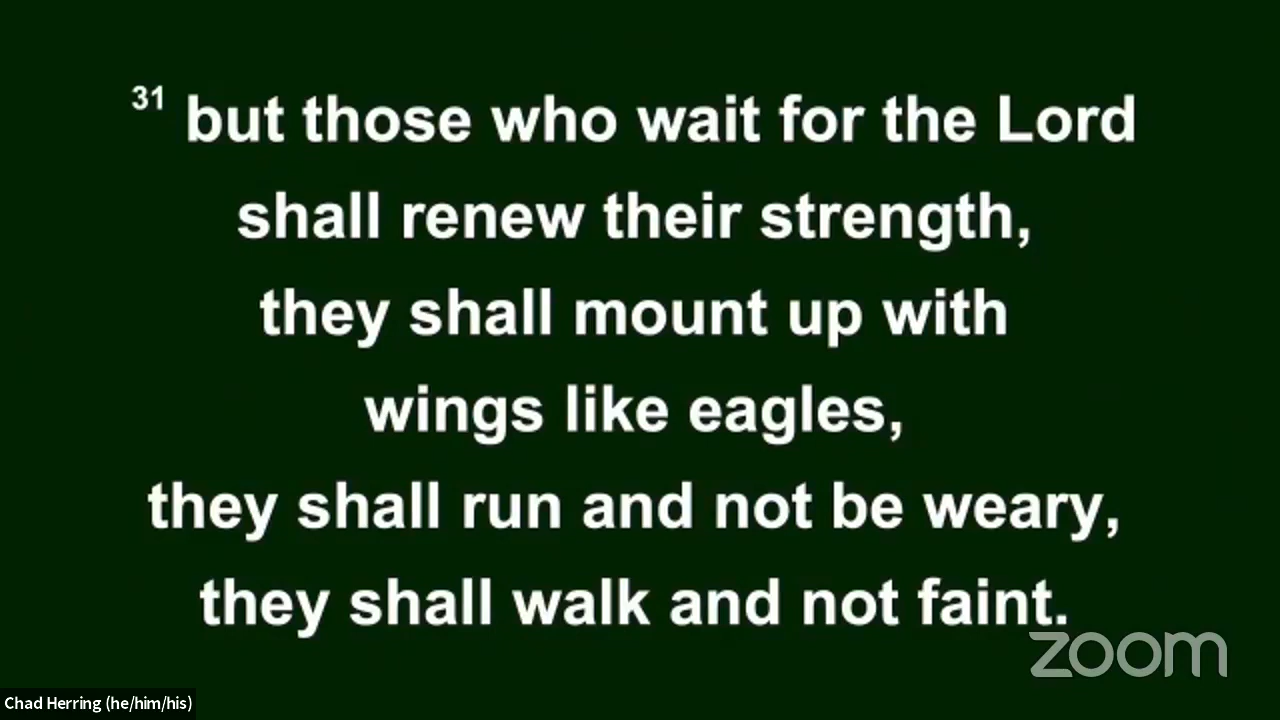 31 but those who wait for the Lord
shall renew their strength,
they shall mount up with
wings like eagles,
they shall run and not be weary,
they shall walk and not faint.
zoom
Chad Herring (he/him/his)